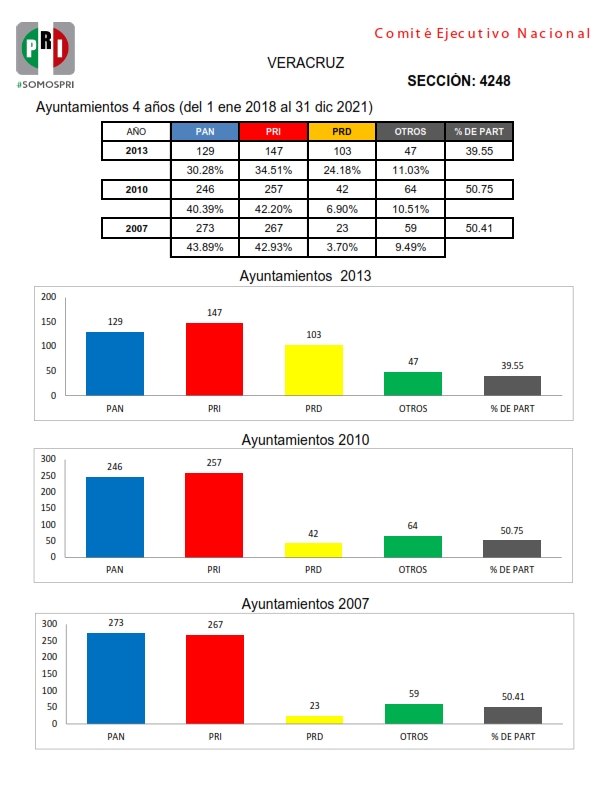 Comité Ejecutivo Nacional
PRI
#SOMOSPRI
VERACRUZ
SECCIÓN: 4248
Ayuntamientos 4 años (del 1 ene 2018 al 31 dic 2021)
AÑO PAN PRI PRD OTROS % DE PART
2013 129 147 103 47 39.55
30.28% 34.51% 24.18% 11.03%
2010 246 257 42 64 50.75
40.39% 42.20% 6.90% 10.51%
2007 273 267 23 59 50.41
43.89% 42.93% 3.70% 9.49%
Ayuntamientos 2013
200
150
100
50
0
129
147
103
47
39.55
PAN PRI PRD OTROS % DE PART
Ayuntamientos 2010
300
250
200
150
100
50
0
246
257
42
64
50.75
PAN PRI PRD OTROS % DE PART
Ayuntamientos 2007
300
250
200
150
100
50
0
273
267
23
59
50.41
PAN PRI PRD OTROS % DE PART